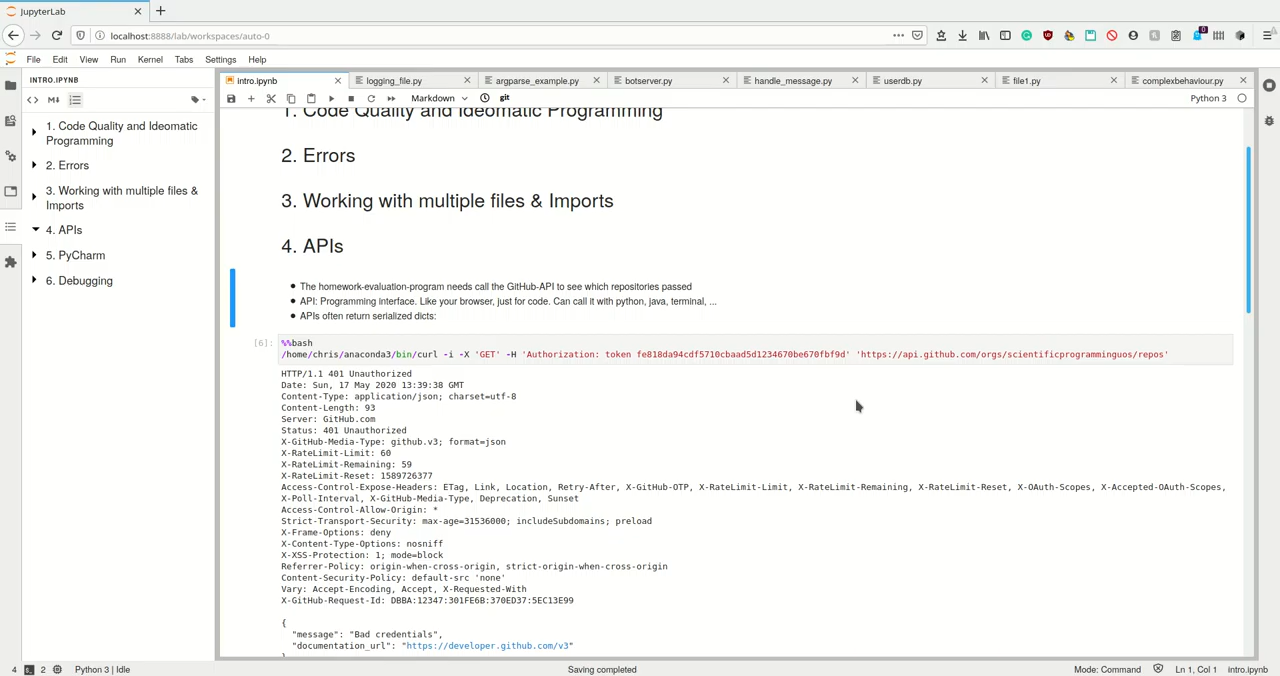 JupyterLab
localhost:8888/lab/workspaces/auto-0
File Edit View Run Kernel Tabs Settings Help
INTRO.IPYNB
intro.ipynb logging_file.py argparse_example.py botserver.py handle_message.py userdb.py file1.py complexbehaviour.py
Markdown git Python 3
1. Code Quality and Ideomatic
Programming
2. Errors
3. Working with multiple files &
Imports
4. APIs
5. PyCharm
6. Debugging
1. Code Quality and Ideomatic Programming
2. Errors
3. Working with multiple files & Imports
4. APIs
• The homework-evaluation-program needs call the GitHub-API to see which repositories passed
• API: Programming interface. Like your browser, just for code. Can call it with python, java, terminal, ...
• APIs often return serialized dicts:
[6]: %%bash
/home/chris/anaconda3/bin/curl -i -X 'GET' -H 'Authorization: token fe818da94cdf5710cbaad5d1234670be670fbf9d' 'https://api.github.com/orgs/scientificprogramminguos/repos'
HTTP/1.1 401 Unauthorized
Date: Sun, 17 May 2020 13:39:38 GMT
Content-Type: application/json; charset=utf-8
Content-Length: 93
Server: GitHub.com
Status: 401 Unauthorized
X-GitHub-Media-Type: github.v3; format=json
X-RateLimit-Limit: 60
X-RateLimit-Remaining: 59
X-RateLimit-Reset: 1589726377
Access-Control-Expose-Headers: ETag, Link, Location, Retry-After, X-GitHub-OTP, X-RateLimit-Limit, X-RateLimit-Remaining, X-RateLimit-Reset, X-OAuth-Scopes, X-Accepted-OAuth-Scopes,
X-Poll-Interval, X-GitHub-Media-Type, Deprecation, Sunset
Access-Control-Allow-Origin: *
Strict-Transport-Security: max-age=31536000; includeSubdomains; preload
X-Frame-Options: deny
X-Content-Type-Options: nosniff
X-XSS-Protection: 1; mode=block
Referrer-Policy: origin-when-cross-origin, strict-origin-when-cross-origin
Content-Security-Policy: default-src 'none'
Vary: Accept-Encoding, Accept, X-Requested-With
X-GitHub-Request-Id: DBBA:12347:301FE6B:370ED37:5EC13E99
{
"message": "Bad credentials",
"documentation_url": "https://developer.github.com/v3"
}
4 2 Python 3 | Idle Saving completed Mode: Command Ln 1, Col 1 intro.ipynb